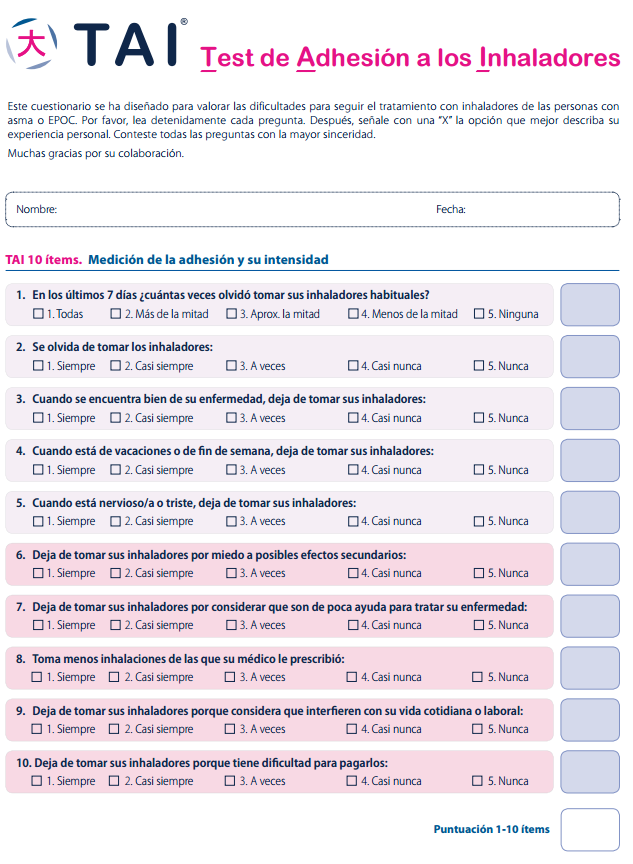 大 TAI®
Test de Adhesión a los Inhaladores
Este cuestionario se ha diseñado para valorar las dificultades para seguir el tratamiento con inhaladores de las personas con
asma o EPOC. Por favor, lea detenidamente cada pregunta. Después, señale con una “X” la opción que mejor describa su
experiencia personal. Conteste todas las preguntas con la mayor sinceridad.
Muchas gracias por su colaboración.
Nombre: Fecha:
TAI 10 ítems. Medición de la adhesión y su intensidad
1. En los últimos 7 días ¿cuántas veces olvidó tomar sus inhaladores habituales?
1. Todas 2. Más de la mitad 3. Aprox. la mitad 4. Menos de la mitad 5. Ninguna
2. Se olvida de tomar los inhaladores:
1. Siempre 2. Casi siempre 3. A veces 4. Casi nunca 5. Nunca
3. Cuando se encuentra bien de su enfermedad, deja de tomar sus inhaladores:
1. Siempre 2. Casi siempre 3. A veces 4. Casi nunca 5. Nunca
4. Cuando está de vacaciones o de fin de semana, deja de tomar sus inhaladores:
1. Siempre 2. Casi siempre 3. A veces 4. Casi nunca 5. Nunca
5. Cuando está nervioso/a o triste, deja de tomar sus inhaladores:
1. Siempre 2. Casi siempre 3. A veces 4. Casi nunca 5. Nunca
6. Deja de tomar sus inhaladores por miedo a posibles efectos secundarios:
1. Siempre 2. Casi siempre 3. A veces 4. Casi nunca 5. Nunca
7. Deja de tomar sus inhaladores por considerar que son de poca ayuda para tratar su enfermedad:
1. Siempre 2. Casi siempre 3. A veces 4. Casi nunca 5. Nunca
8. Toma menos inhalaciones de las que su médico le prescribió:
1. Siempre 2. Casi siempre 3. A veces 4. Casi nunca 5. Nunca
9. Deja de tomar sus inhaladores porque considera que interfieren con su vida cotidiana o laboral:
1. Siempre 2. Casi siempre 3. A veces 4. Casi nunca 5. Nunca
10. Deja de tomar sus inhaladores porque tiene dificultad para pagarlos:
1. Siempre 2. Casi siempre 3. A veces 4. Casi nunca 5. Nunca
Puntuación 1-10 ítems